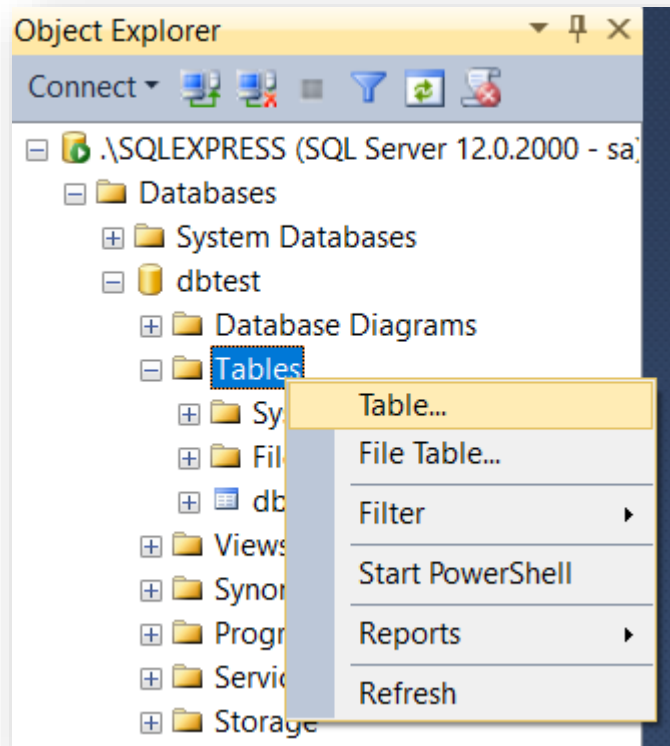 Object Explorer
Connect
.\SQLEXPRESS (SQL Server 12.0.2000 - sa)
Databases
System Databases
dbtest
Database Diagrams
Tables
Table...
File Table...
Filter
Start PowerShell
Reports
Refresh
Views
Storage